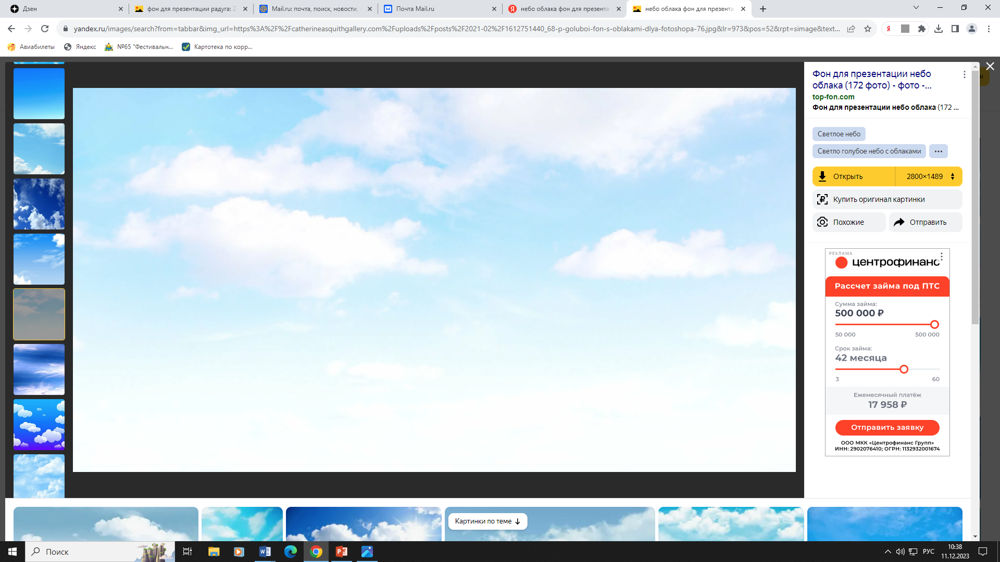 Дзен
фон для презентации радуга: 2
Mail.ru: почта, поиск, новости,
Почта Mail.ru
небо облака фон для презента
небо облака фон для презента
yandex.ru/images/search?from=tabbar&img_url=https%3A%2F%2Fcatherineasquithgallery.com%2Fuploads%2Fposts%2F2021-02%2F1612751440_68-p-goluboi-fon-s-oblakami-dlya-fotoshopa-76.jpg&lr=973&pos=52&rpt=simage&text...
Авиабилеты
Яндекс
№65 "Фестивальн...
Картотека по корр...
Фон для презентации небо
облака (172 фото) - фото -...
top-fon.com
Фон для презентации небо облака (172 ...
Светлое небо
Светло голубое небо с облаками
Открыть
2800×1489
Купить оригинал картинки
Похожие
Отправить
РЕКЛАМА
центрофинанс
Рассчет займа под ПТС
Сумма займа:
500 000 ₽
50 000
500 000
Срок займа:
42 месяца
3
60
Ежемесячный платёж
17 958 ₽
Отправить заявку
ООО МКК «Центрофинанс Групп»
ИНН: 2902076410; ОГРН: 1132932001674
Картинки по теме
Поиск
РУС
10:38
11.12.2023